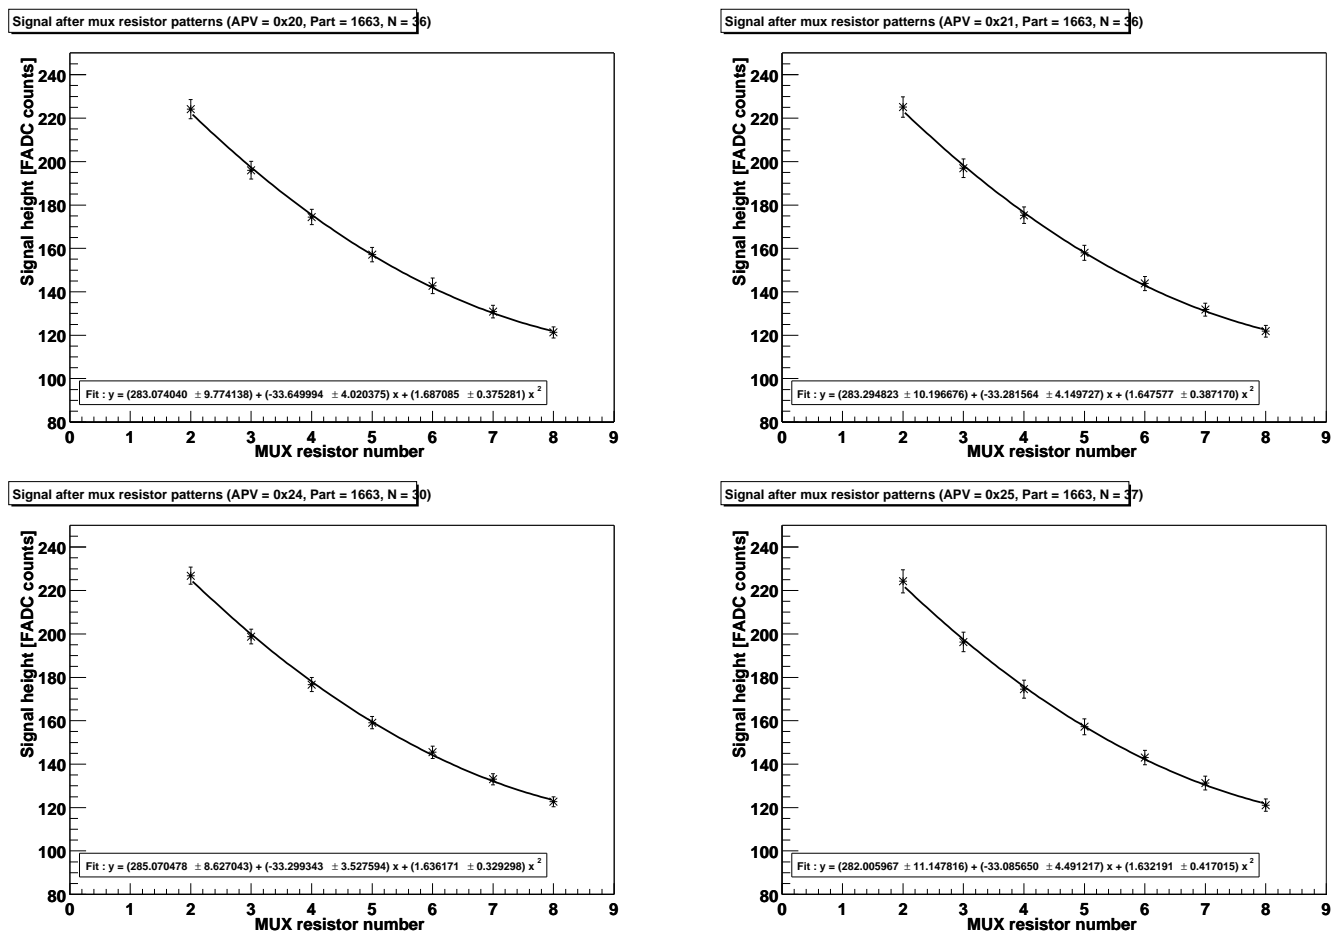 Signal after mux resistor patterns (APV = 0x20, Part = 1663, N = 36)
Signal height [FADC counts]
240
220
200
180
160
140
120
100
80
Fit : y = (283.074040 ± 9.774138) + (-33.649994 ± 4.020375) x + (1.687085 ± 0.375281) x 2
0 1 2 3 4 5 6 7 8 9
MUX resistor number
Signal after mux resistor patterns (APV = 0x21, Part = 1663, N = 36)
Signal height [FADC counts]
240
220
200
180
160
140
120
100
80
Fit : y = (283.294823 ± 10.196676) + (-33.281564 ± 4.149727) x + (1.647577 ± 0.387170) x 2
0 1 2 3 4 5 6 7 8 9
MUX resistor number
Signal after mux resistor patterns (APV = 0x24, Part = 1663, N = 30)
Signal height [FADC counts]
240
220
200
180
160
140
120
100
80
Fit : y = (285.070478 ± 8.627043) + (-33.299343 ± 3.527594) x + (1.636171 ± 0.329298) x 2
0 1 2 3 4 5 6 7 8 9
MUX resistor number
Signal after mux resistor patterns (APV = 0x25, Part = 1663, N = 37)
Signal height [FADC counts]
240
220
200
180
160
140
120
100
80
Fit : y = (282.005967 ± 11.147816) + (-33.085650 ± 4.491217) x + (1.632191 ± 0.417015) x 2
0 1 2 3 4 5 6 7 8 9
MUX resistor number